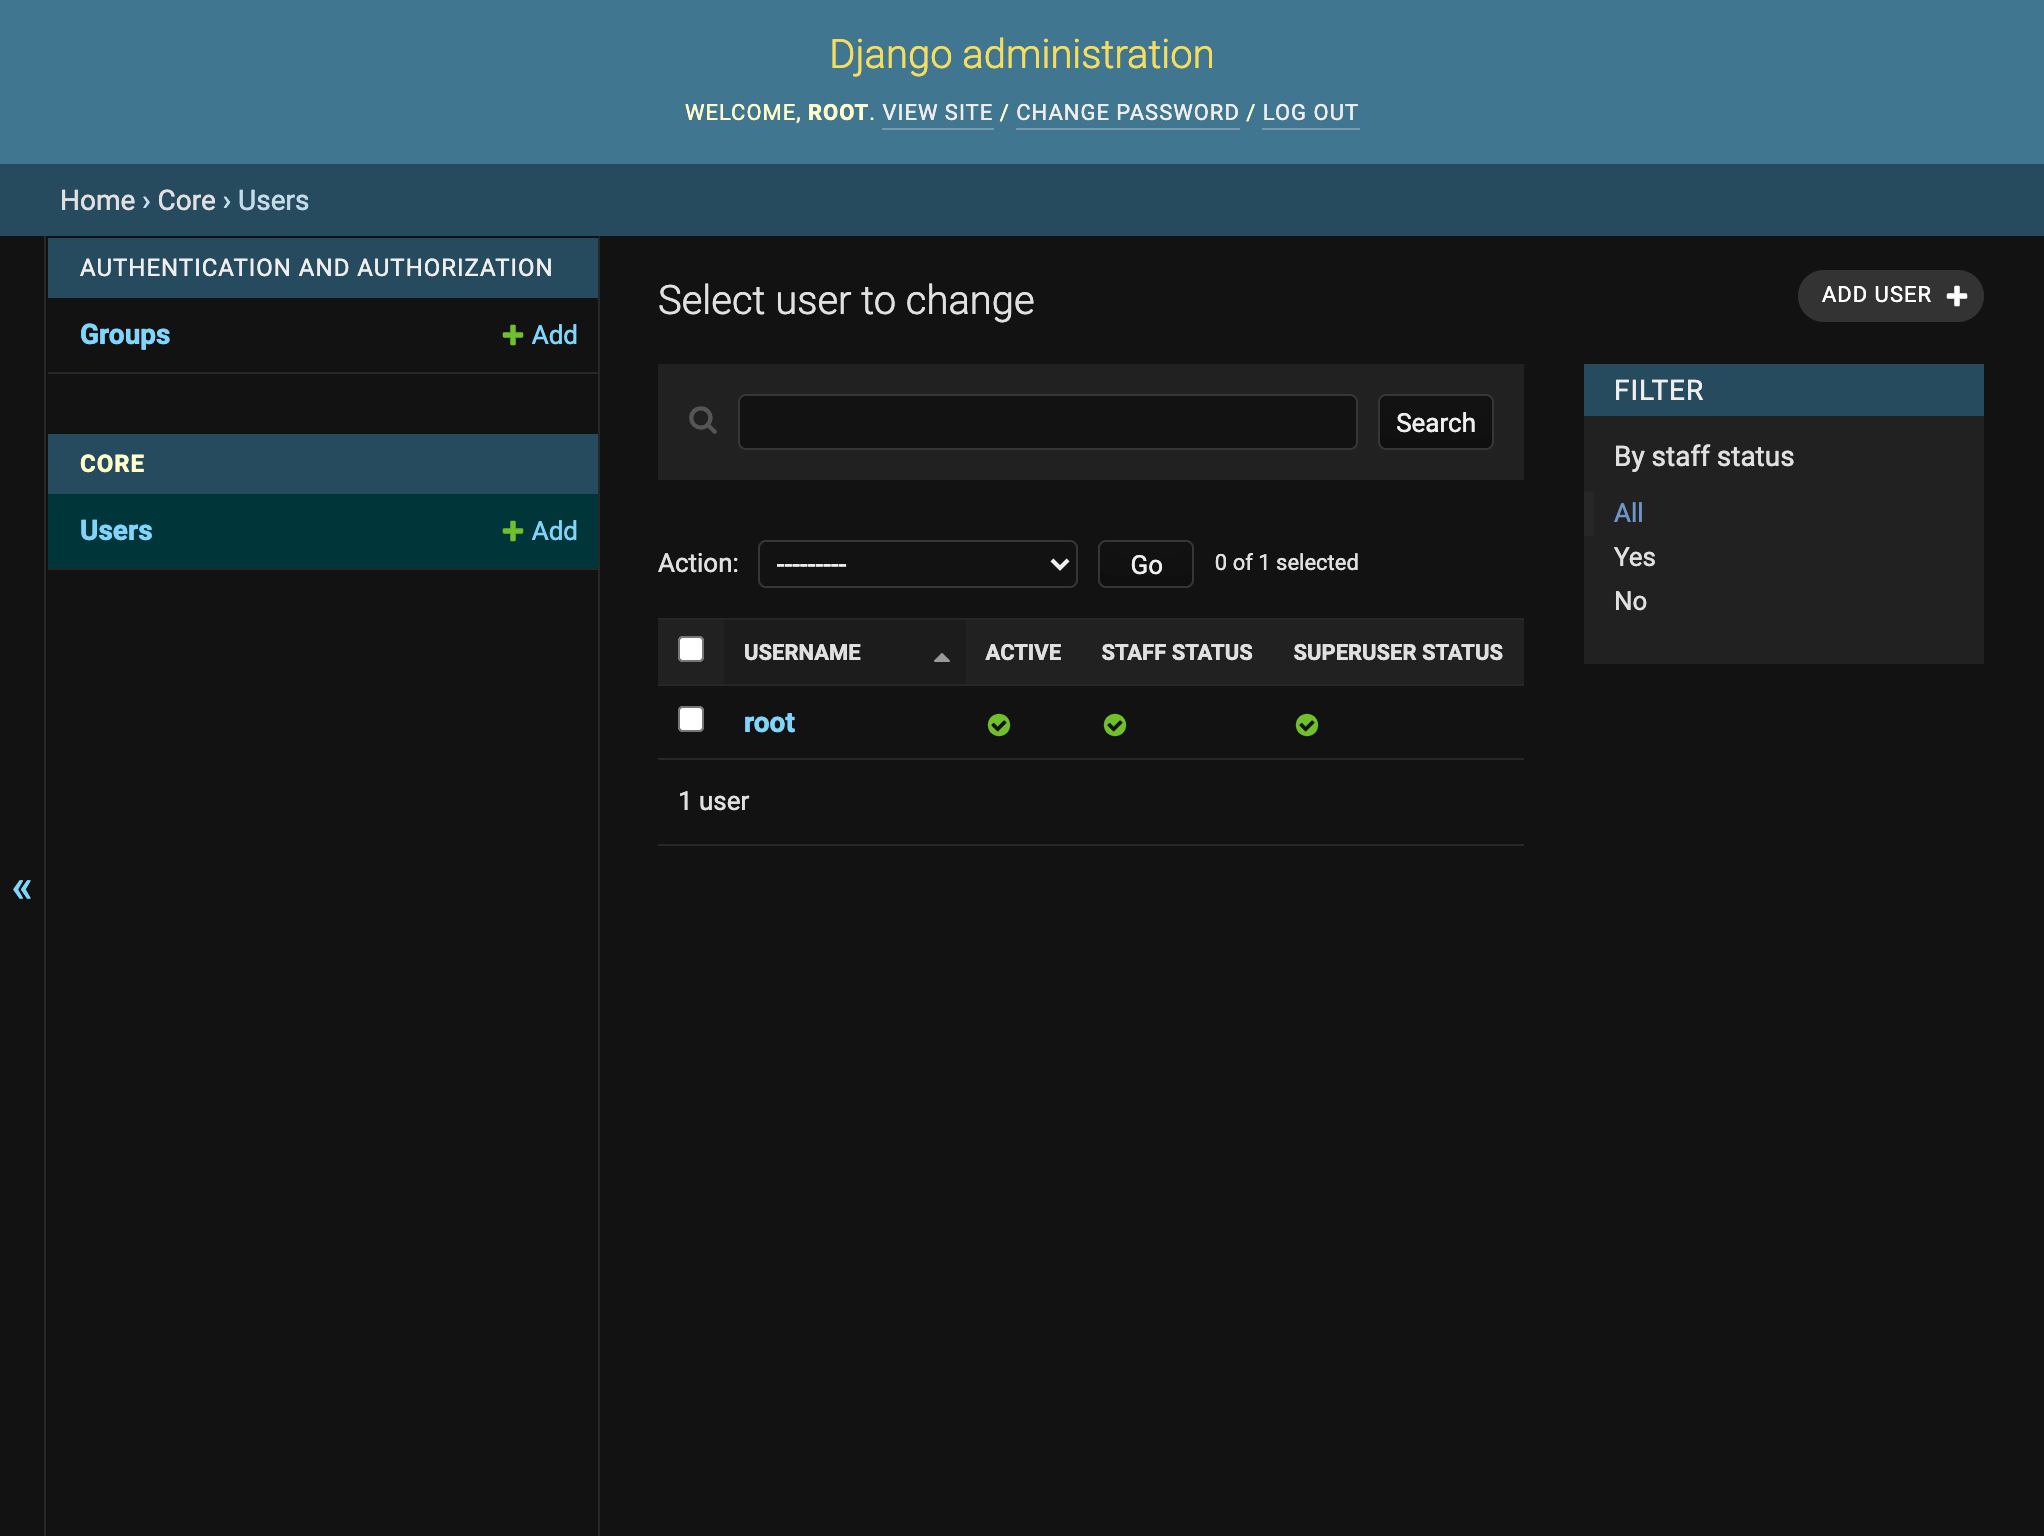 Django administration
WELCOME, ROOT. VIEW SITE / CHANGE PASSWORD / LOG OUT
Home › Core › Users
AUTHENTICATION AND AUTHORIZATION
Groups + Add
CORE
Users + Add
«
Select user to change
ADD USER +
Search
Action: --------- Go 0 of 1 selected
USERNAME ACTIVE STAFF STATUS SUPERUSER STATUS
root
1 user
FILTER
By staff status
All
Yes
No